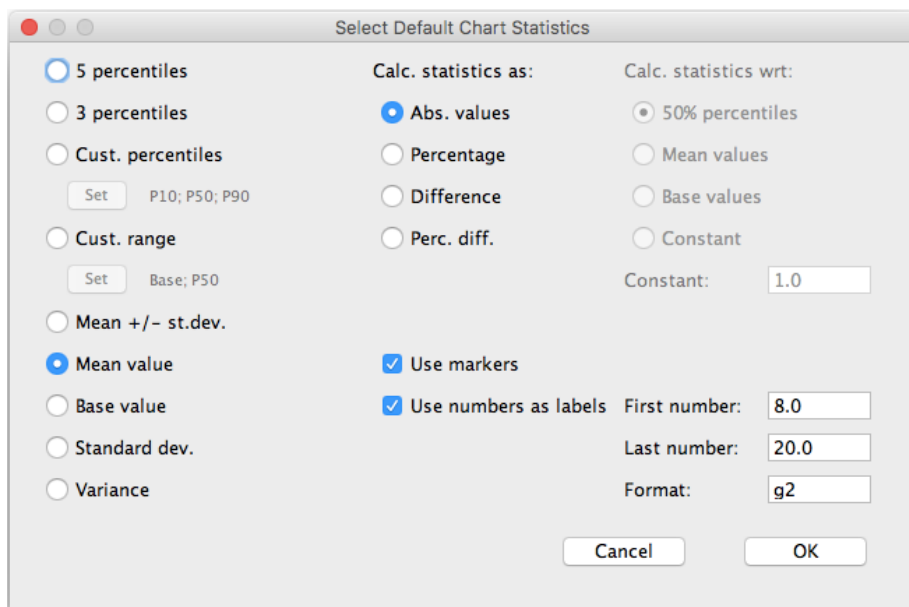 Select Default Chart Statistics
5 percentiles
Calc. statistics as:
Calc. statistics wrt:
3 percentiles
Abs. values
50% percentiles
Cust. percentiles
Percentage
Mean values
Set
P10; P50; P90
Difference
Base values
Cust. range
Perc. diff.
Constant
Set
Base; P50
Constant:
1.0
Mean +/- st.dev.
Mean value
Use markers
Base value
Use numbers as labels
First number:
8.0
Standard dev.
Last number:
20.0
Variance
Format:
g2
Cancel
OK